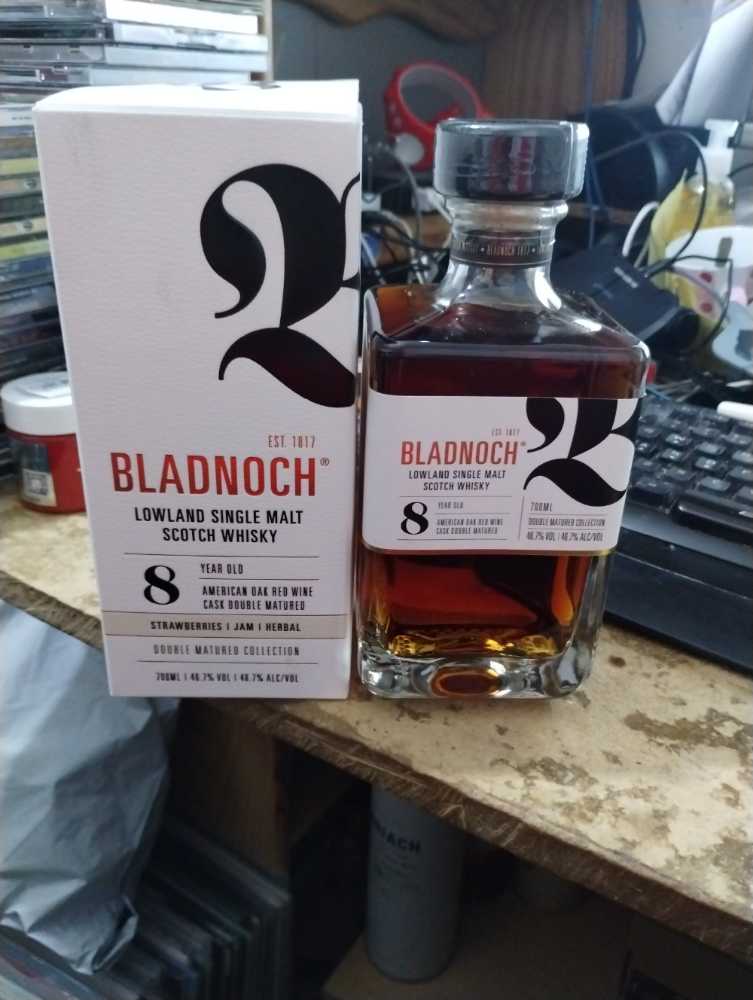 EST. 1817
BLADNOCH®
LOWLAND SINGLE MALT
SCOTCH WHISKY
8
YEAR OLD
AMERICAN OAK RED WINE
CASK DOUBLE MATURED
STRAWBERRIES | JAM | HERBAL
DOUBLE MATURED COLLECTION
700ML | 46.7% VOL | 46.7% ALC/VOL
BLADNOCH 1817
EST. 1817
BLADNOCH®
LOWLAND SINGLE MALT
SCOTCH WHISKY
8
YEAR OLD
AMERICAN OAK RED WINE
CASK DOUBLE MATURED
700ML
DOUBLE MATURED COLLECTION
46.7% VOL | 46.7% ALC/VOL